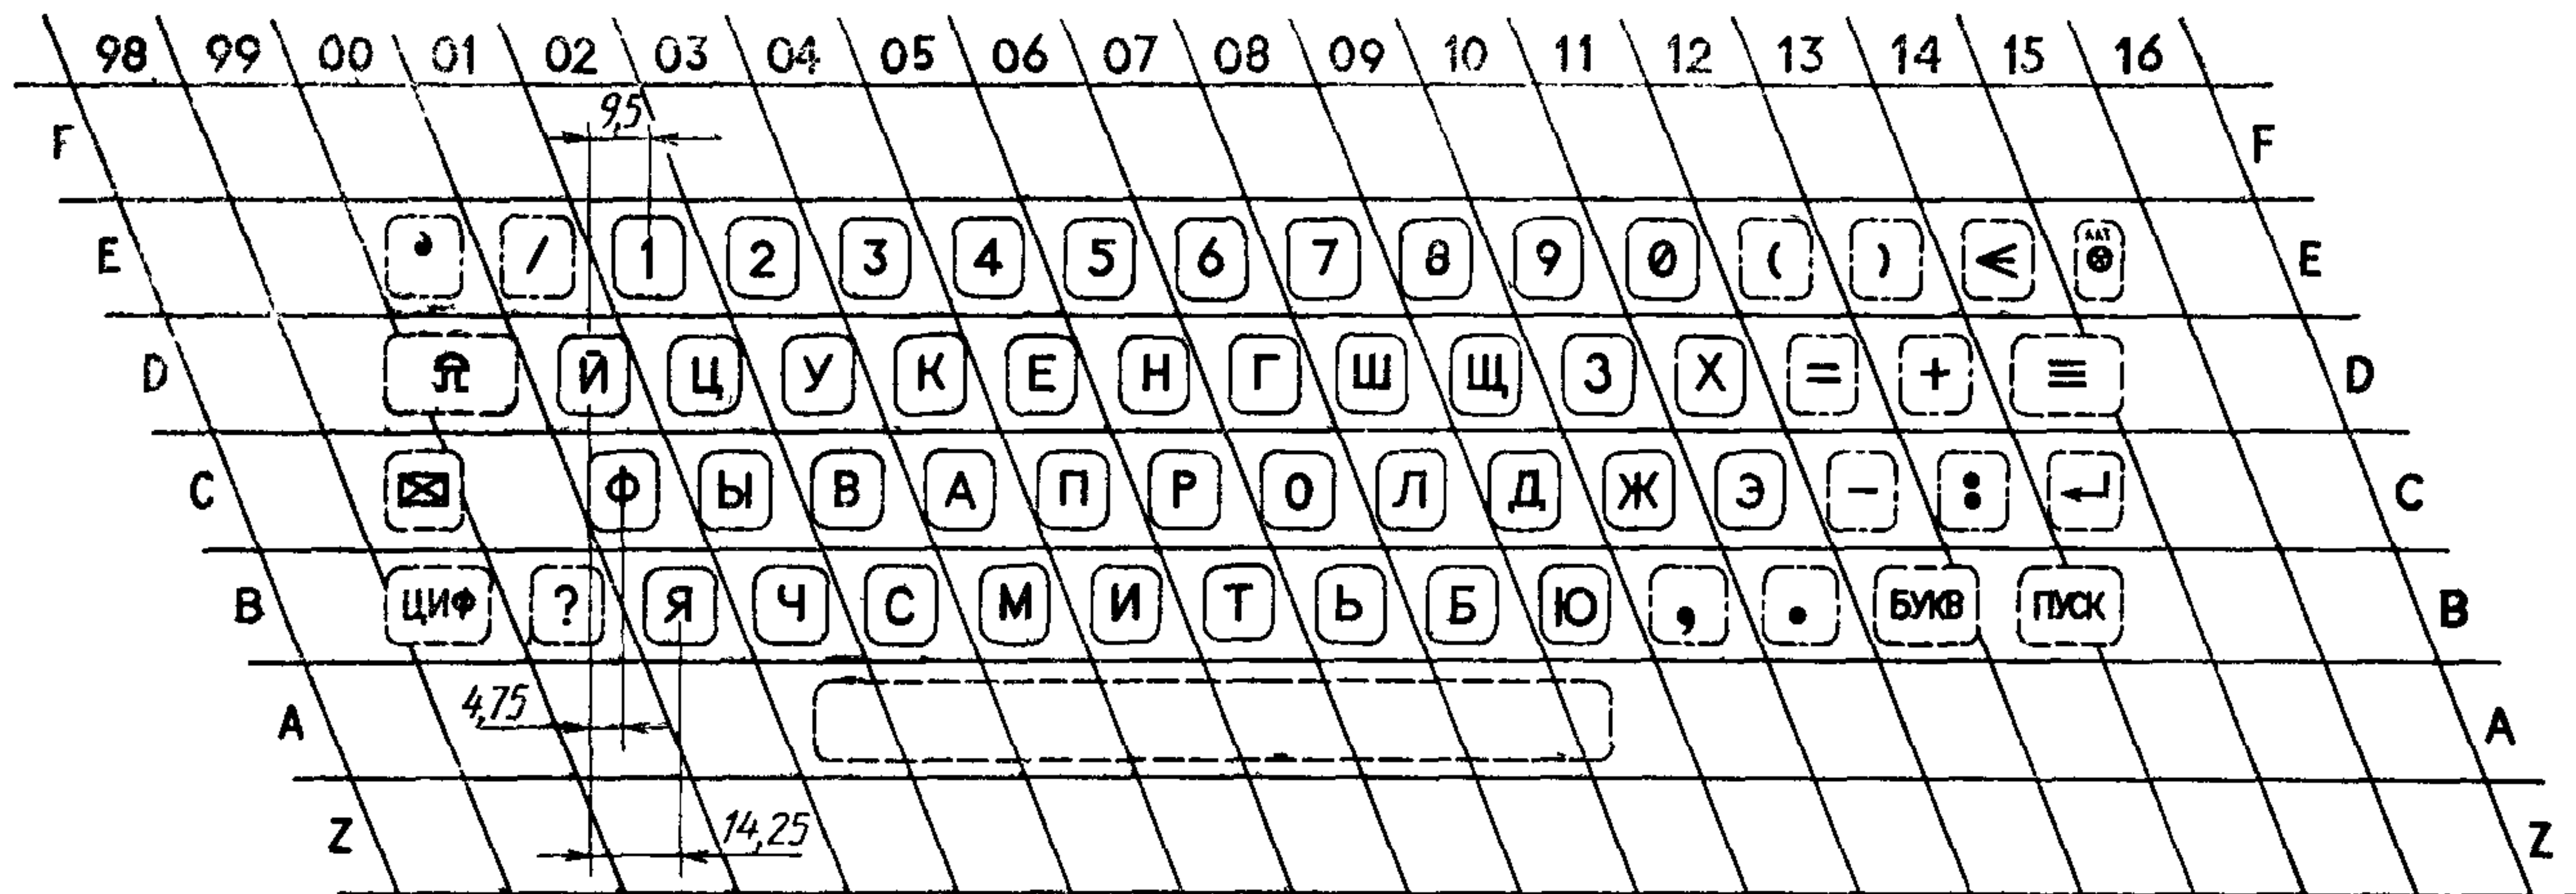 98 99 00 01 02 03 04 05 06 07 08 09 10 11 12 13 14 15 16
9,5
F F
E / 1 2 3 4 5 6 7 8 9 0 ( ) < E
D Й Ц У К Е Н Г Ш Щ З Х = + ≡ D
C Ф Ы В А П Р О Л Д Ж Э - : ↵ C
B ЦИФ ? Я Ч С М И Т Ь Б Ю , . БУКВ ПУСК B
4,75
A A
14,25
Z Z